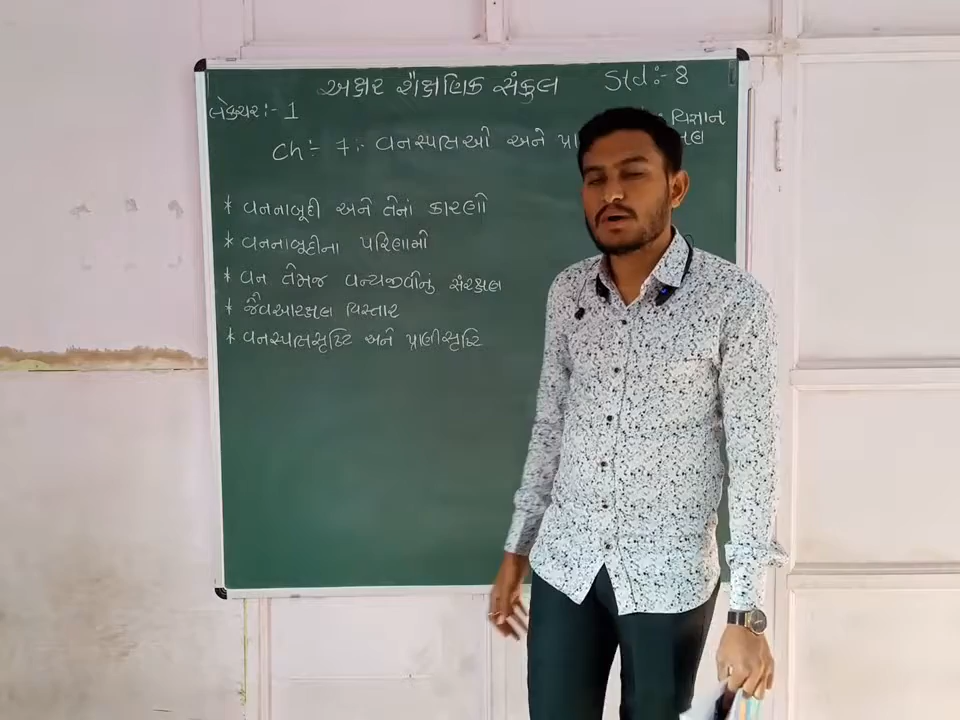 અક્ષર શૈક્ષણિક સંકુલ
Std:- 8
લેક્ચર:- 1
વિજ્ઞાન
Ch:- 7:- વનસ્પતિઓ અને
* વનનાબૂદી અને તેનાં કારણો
* વનનાબૂદીના પરિણામો
* વન તેમજ વન્યજીવોનું સંરક્ષણ
* જૈવઆરક્ષણ વિસ્તાર
* વનસ્પતિસૃષ્ટિ અને પ્રાણીસૃષ્ટિ